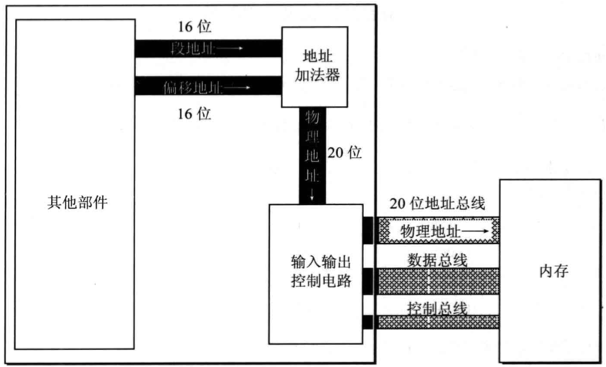 16 位
段地址
地址
加法器
偏移地址
16 位
物
理
地
址
20 位
其他部件
输入输出
控制电路
20 位地址总线
物理地址
数据总线
控制总线
内存